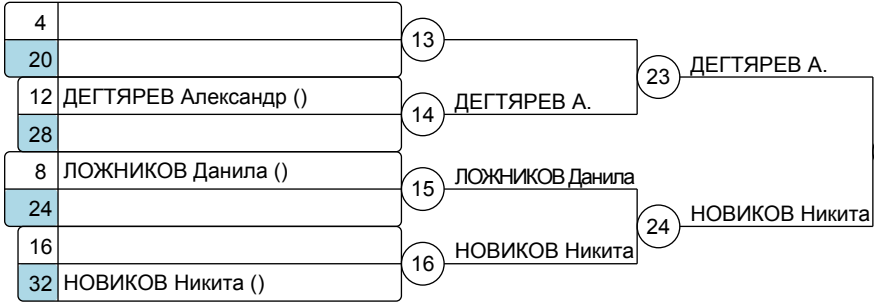 4
13
20
23 ДЕГТЯРЕВ А.
12 ДЕГТЯРЕВ Александр ()
14 ДЕГТЯРЕВ А.
28
8 ЛОЖНИКОВ Данила ()
15 ЛОЖНИКОВ Данила
24
24 НОВИКОВ Никита
16
16 НОВИКОВ Никита
32 НОВИКОВ Никита ()